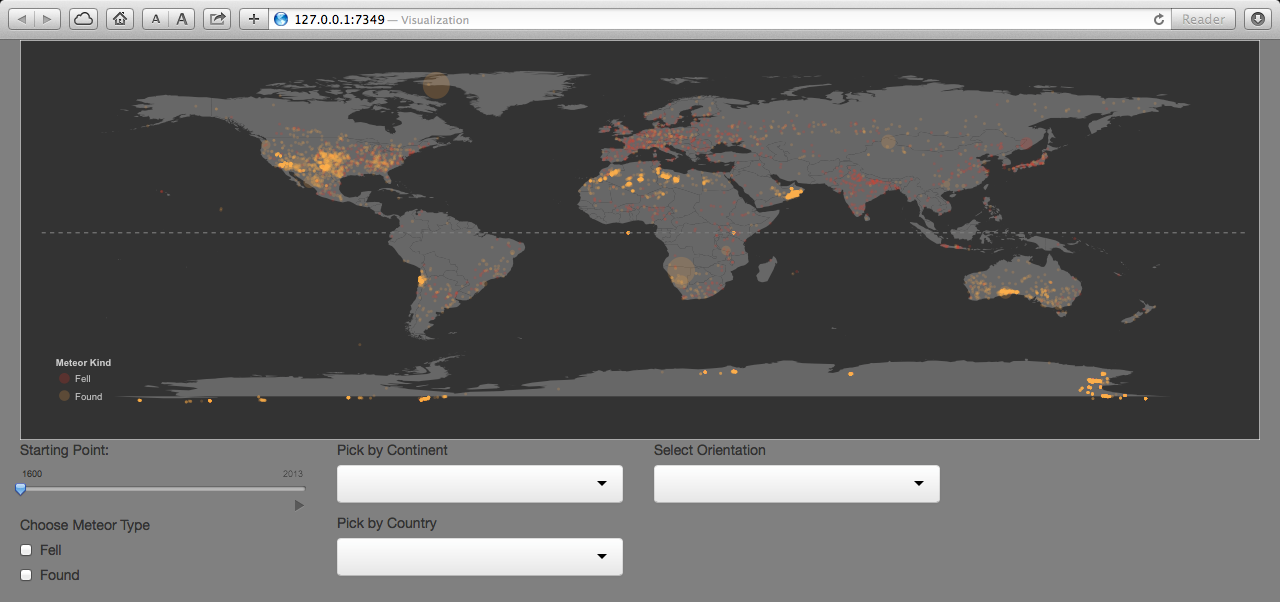 A A 127.0.0.1:7349 — Visualization Reader
Meteor Kind
Fell
Found
Starting Point:
1600 2013
Choose Meteor Type
Fell
Found
Pick by Continent
Pick by Country
Select Orientation